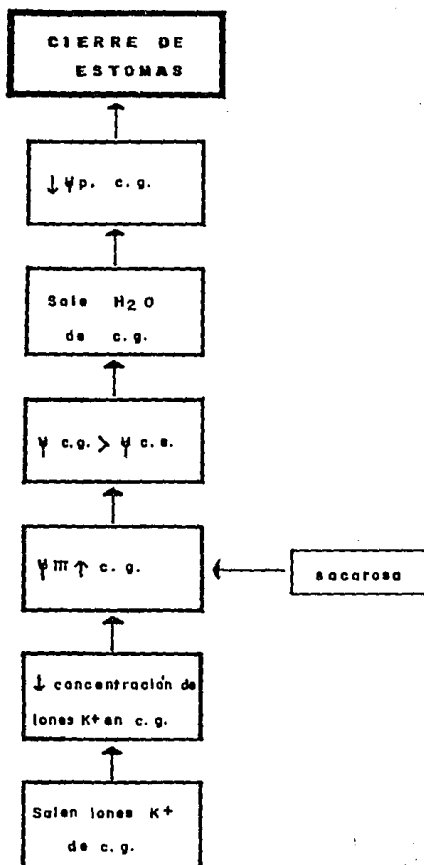 CIERRE DE
ESTOMAS
↓Ψp. c.g.
Sale H2O
de c.g.
Ψ c.g. > Ψ c.s.
Ψπ↑ c.g.
sacarosa
↓ concentración de
iones K+ en c.g.
Salen iones K+
de c.g.